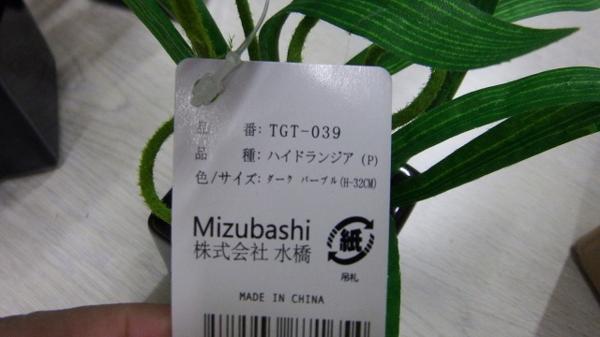 品　番: TGT-039
品　種: ハイドランジア (P)
色/サイズ: ダーク パープル(H-32CM)
Mizubashi
株式会社 水橋
紙
吊札
MADE IN CHINA